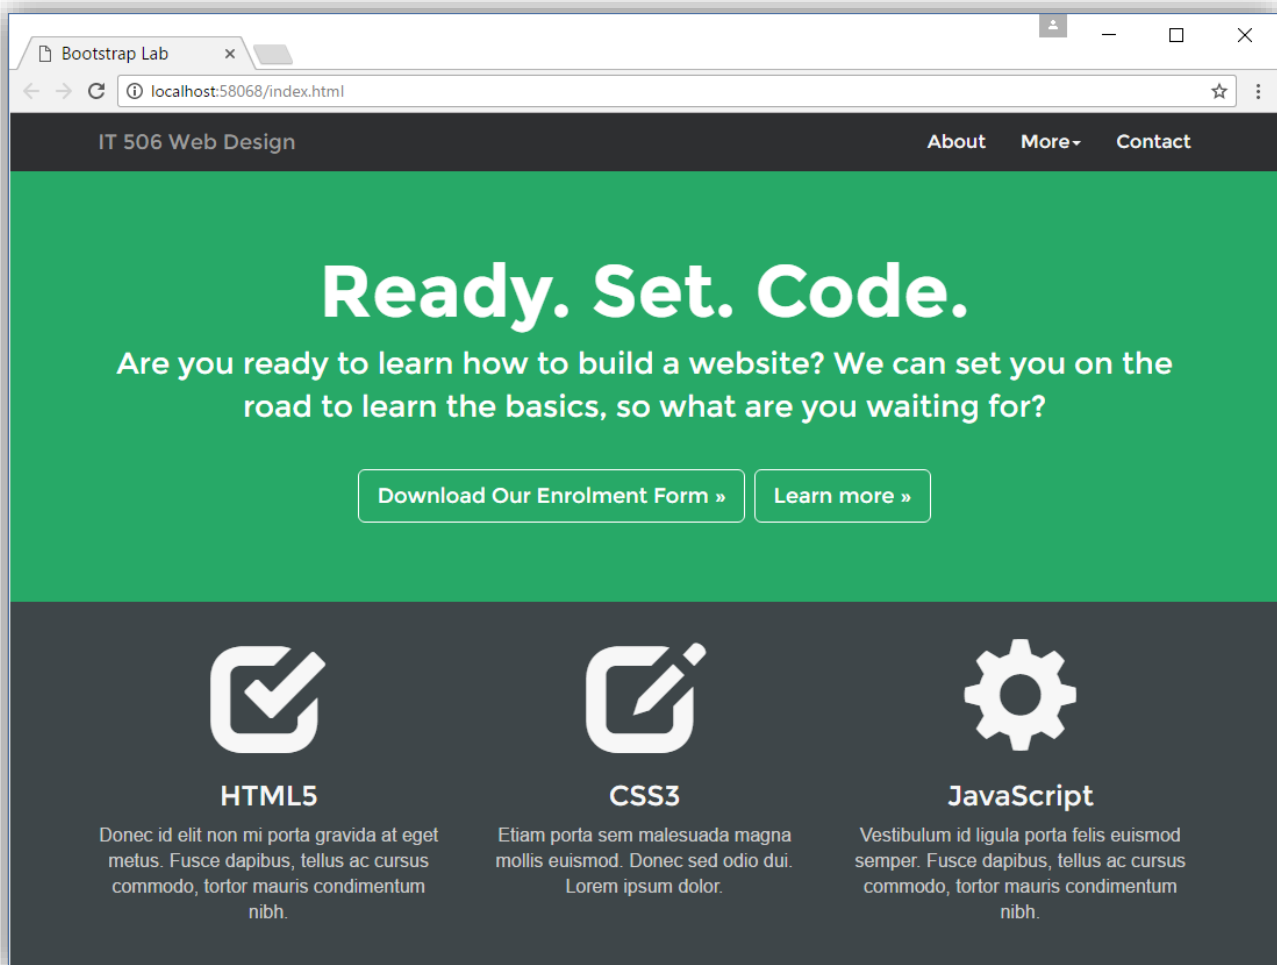 Bootstrap Lab
localhost:58068/index.html
IT 506 Web Design
About More Contact
Ready. Set. Code.
Are you ready to learn how to build a website? We can set you on the
road to learn the basics, so what are you waiting for?
Download Our Enrolment Form » Learn more »
HTML5
Donec id elit non mi porta gravida at eget
metus. Fusce dapibus, tellus ac cursus
commodo, tortor mauris condimentum
nibh.
CSS3
Etiam porta sem malesuada magna
mollis euismod. Donec sed odio dui.
Lorem ipsum dolor.
JavaScript
Vestibulum id ligula porta felis euismod
semper. Fusce dapibus, tellus ac cursus
commodo, tortor mauris condimentum
nibh.